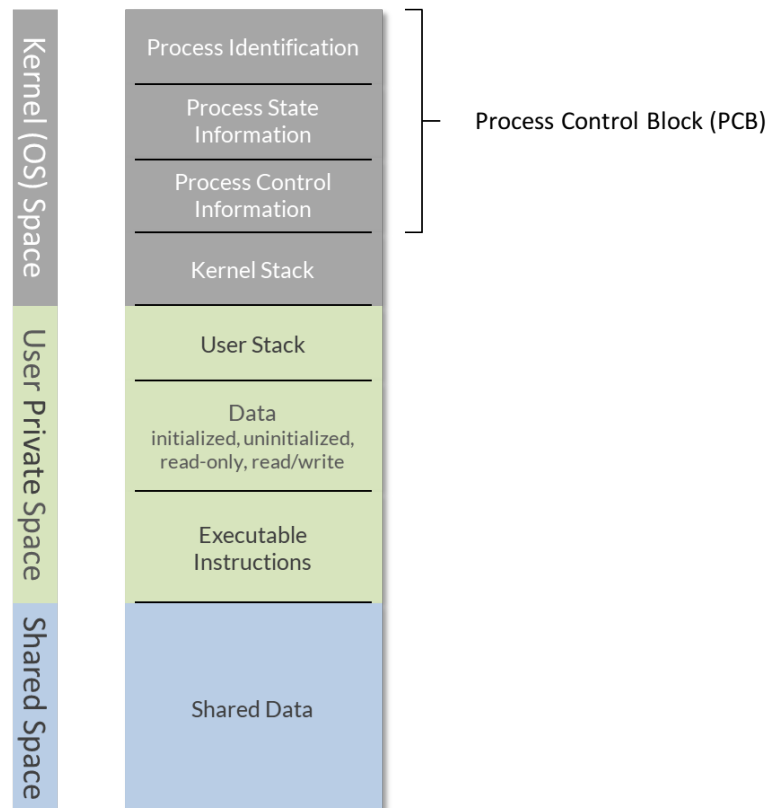 Kernel (OS) Space
Process Identification
Process State
Information
Process Control
Information
Kernel Stack
Process Control Block (PCB)
User Private Space
User Stack
Data
initialized, uninitialized,
read-only, read/write
Executable
Instructions
Shared Space
Shared Data